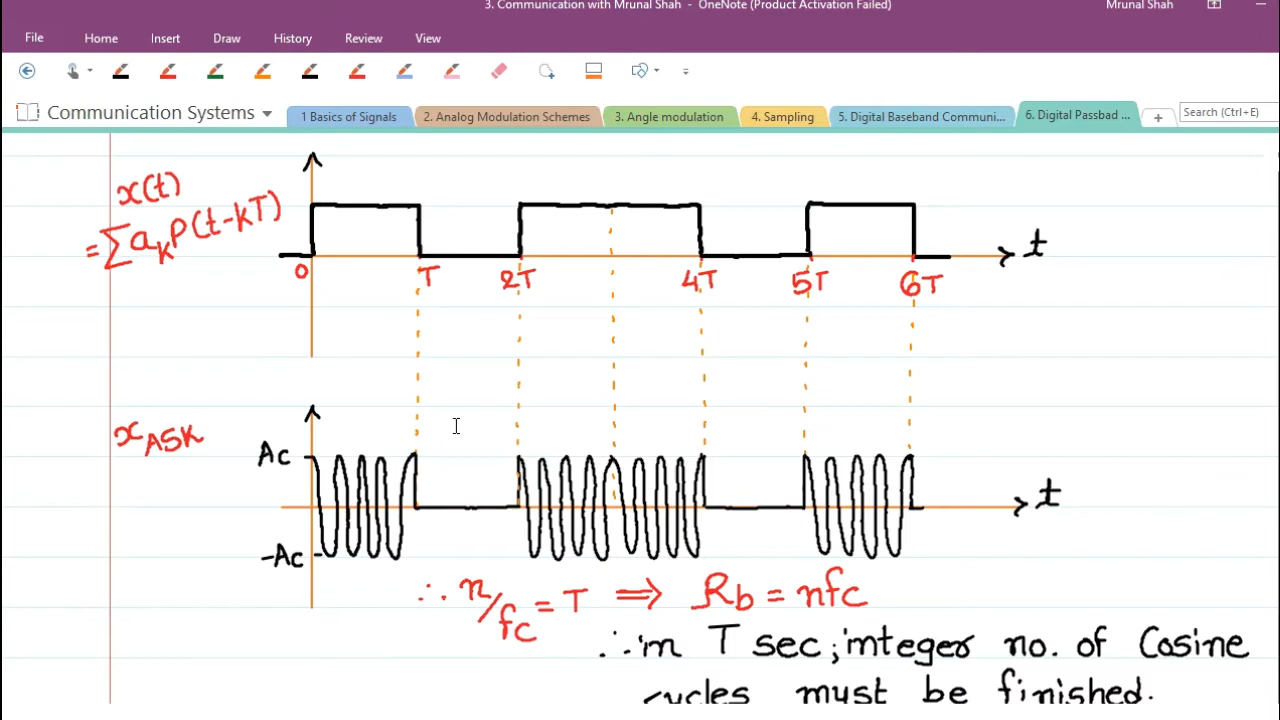 3. Communication with Mrunal Shah - OneNote (Product Activation Failed) Mrunal Shah
File Home Insert Draw History Review View
Communication Systems 1 Basics of Signals 2. Analog Modulation Schemes 3. Angle modulation 4. Sampling 5. Digital Baseband Communi... 6. Digital Passbad ... + Search (Ctrl+E)
x(t)
= ∑ aₖ P(t-kT)
t
0 T 2T 4T 5T 6T
x_ASK
Ac
t
-Ac
∴ n/fc = T ⟹ Rb = nfc
∴ in T sec; integer no. of Cosine
cycles must be finished.